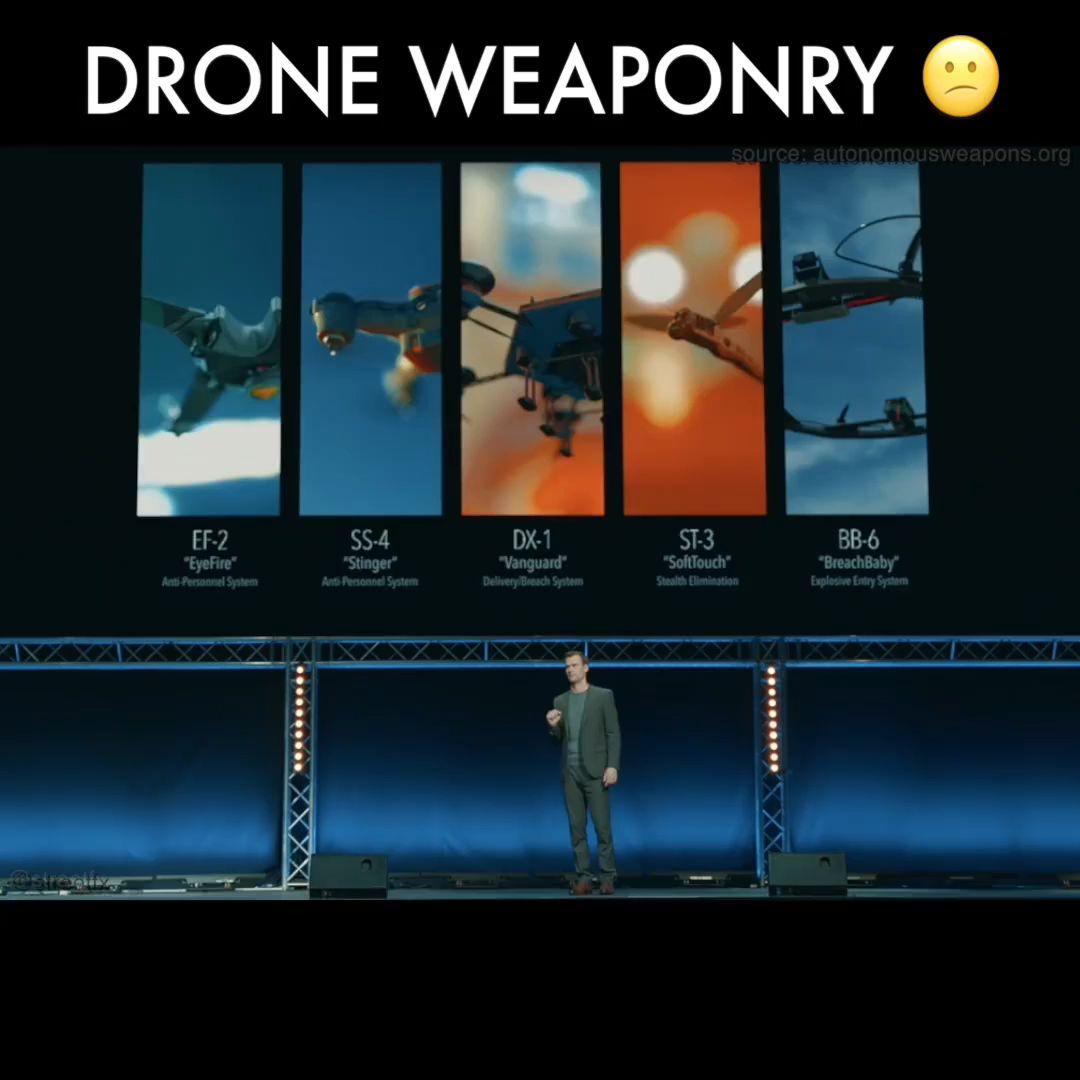 DRONE WEAPONRY 😕
source: autonomousweapons.org
EF-2
"EyeFire"
Anti-Personnel System
SS-4
"Stinger"
Anti-Personnel System
DX-1
"Vanguard"
Delivery/Breach System
ST-3
"SoftTouch"
Stealth Elimination
BB-6
"BreachBaby"
Explosive Entry System